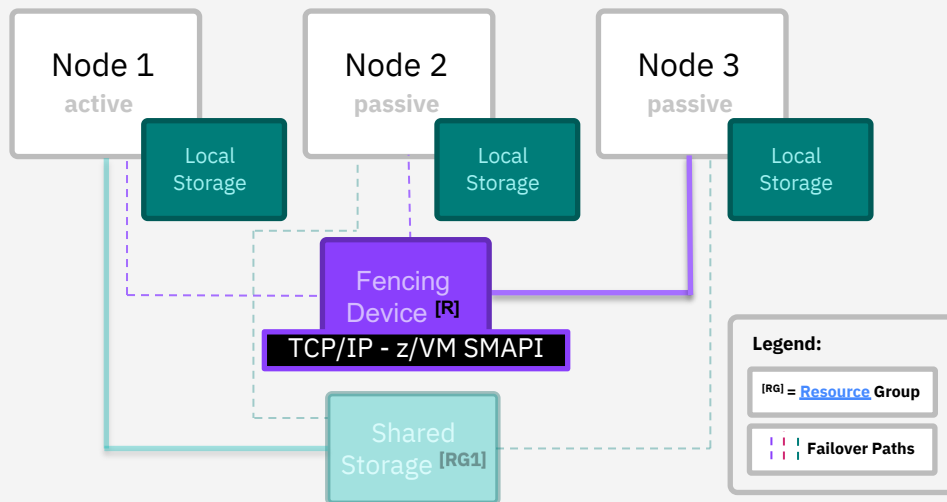 Node 1
active
Node 2
passive
Node 3
passive
Local
Storage
Local
Storage
Local
Storage
Fencing
Device [R]
TCP/IP - z/VM SMAPI
Shared
Storage [RG1]
Legend:
[RG] = Resource Group
Failover Paths